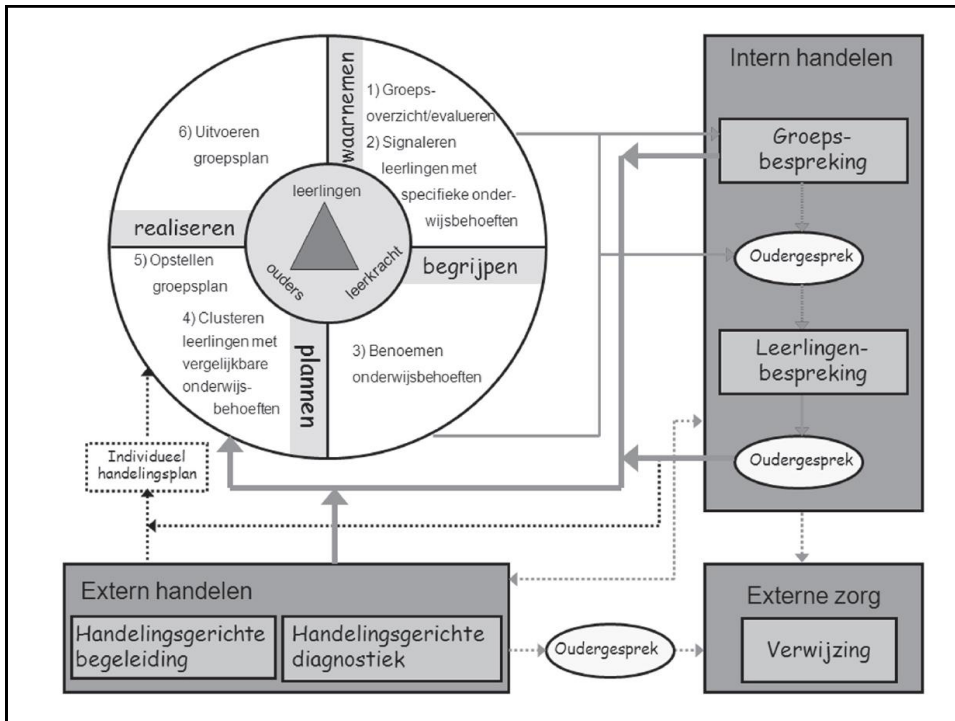 waarnemen
1) Groeps-
overzicht/evalueren
2) Signaleren
leerlingen met
specifieke onder-
wijsbehoeften
begrijpen
3) Benoemen
onderwijsbehoeften
plannen
4) Clusteren
leerlingen met
vergelijkbare
onderwijs-
behoeften
5) Opstellen
groepsplan
realiseren
6) Uitvoeren
groepsplan
leerlingen
ouders
leerkracht
Intern handelen
Groeps-
bespreking
Oudergesprek
Leerlingen-
bespreking
Oudergesprek
Individueel
handelingsplan
Extern handelen
Handelingsgerichte
begeleiding
Handelingsgerichte
diagnostiek
Oudergesprek
Externe zorg
Verwijzing